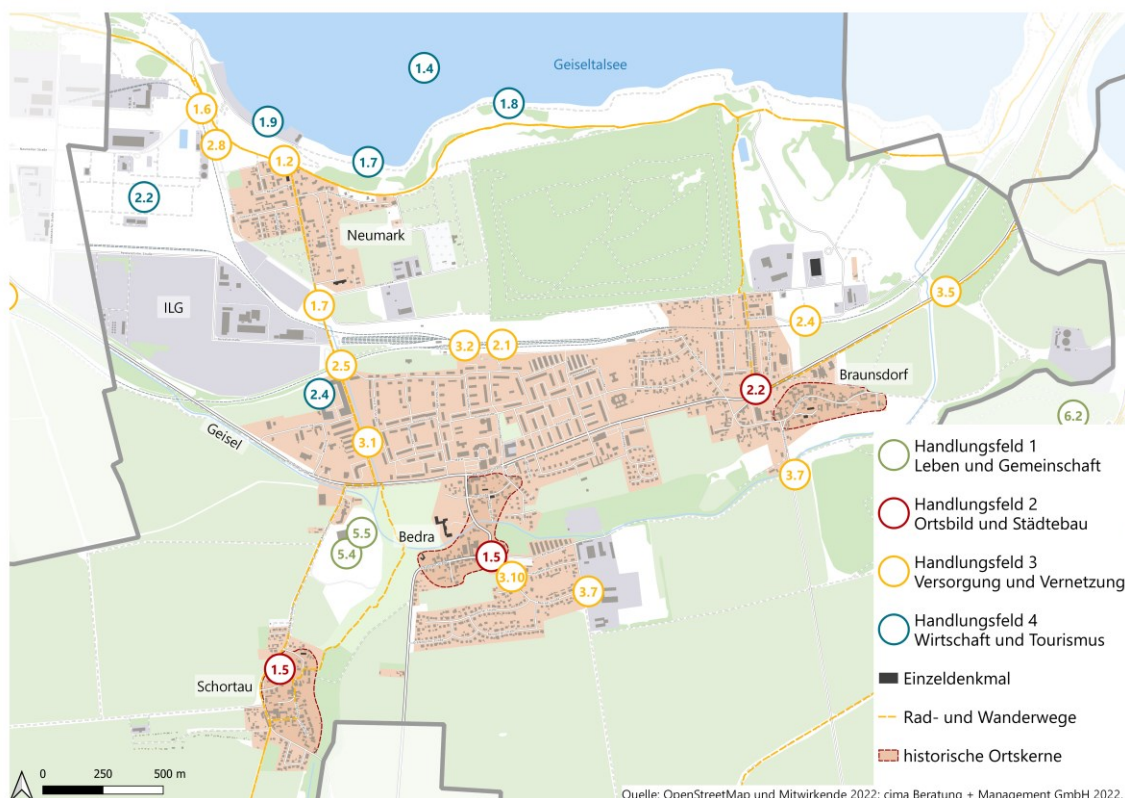 1.4
Geiseltalsee
1.6
1.8
1.9
2.8
1.2
1.7
2.2
Neumark
ILG
1.7
3.5
2.4
3.2
2.1
2.5
Braunsdorf
2.4
2.2
6.2
Geisel
3.1
3.7
5.5
Bedra
5.4
1.5
3.10
3.7
1.5
Schortau
Handlungsfeld 1
Leben und Gemeinschaft
Handlungsfeld 2
Ortsbild und Städtebau
Handlungsfeld 3
Versorgung und Vernetzung
Handlungsfeld 4
Wirtschaft und Tourismus
Einzeldenkmal
Rad- und Wanderwege
historische Ortskerne
0 250 500 m
Quelle: OpenStreetMap und Mitwirkende 2022; cima Beratung + Management GmbH 2022.